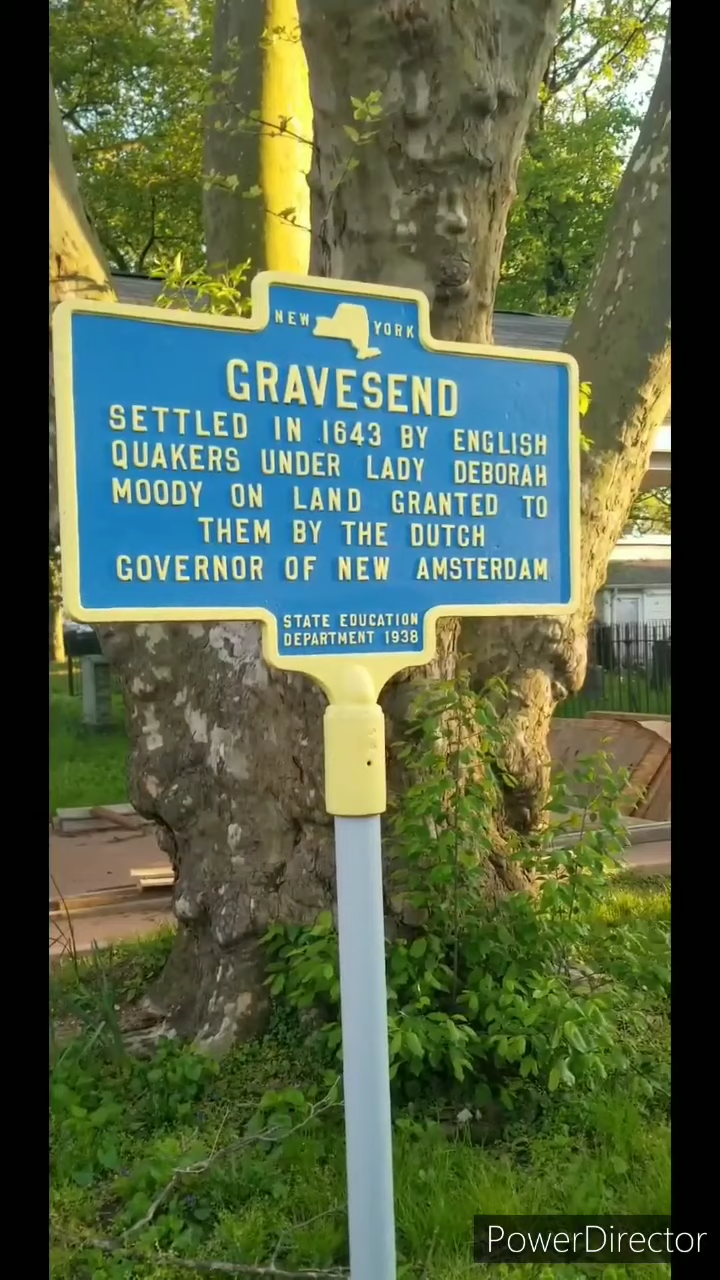 NEW YORK
GRAVESEND
SETTLED IN 1643 BY ENGLISH
QUAKERS UNDER LADY DEBORAH
MOODY ON LAND GRANTED TO
THEM BY THE DUTCH
GOVERNOR OF NEW AMSTERDAM
STATE EDUCATION
DEPARTMENT 1938
PowerDirector